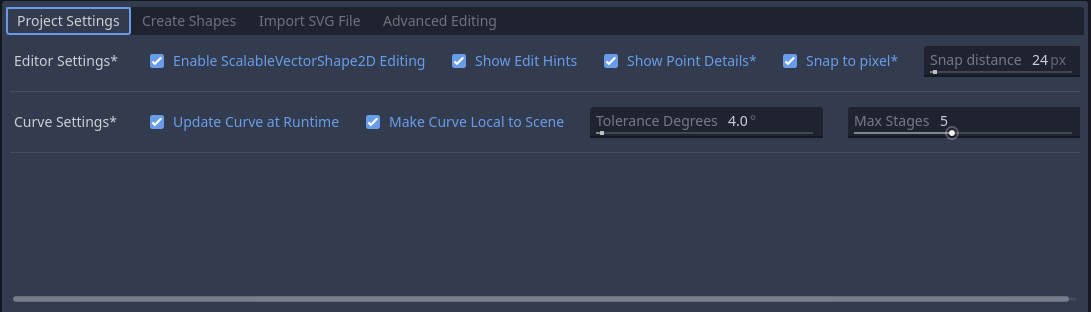 Project Settings Create Shapes Import SVG File Advanced Editing
Editor Settings* Enable ScalableVectorShape2D Editing Show Edit Hints Show Point Details* Snap to pixel* Snap distance 24 px
Curve Settings* Update Curve at Runtime Make Curve Local to Scene Tolerance Degrees 4.0 ° Max Stages 5